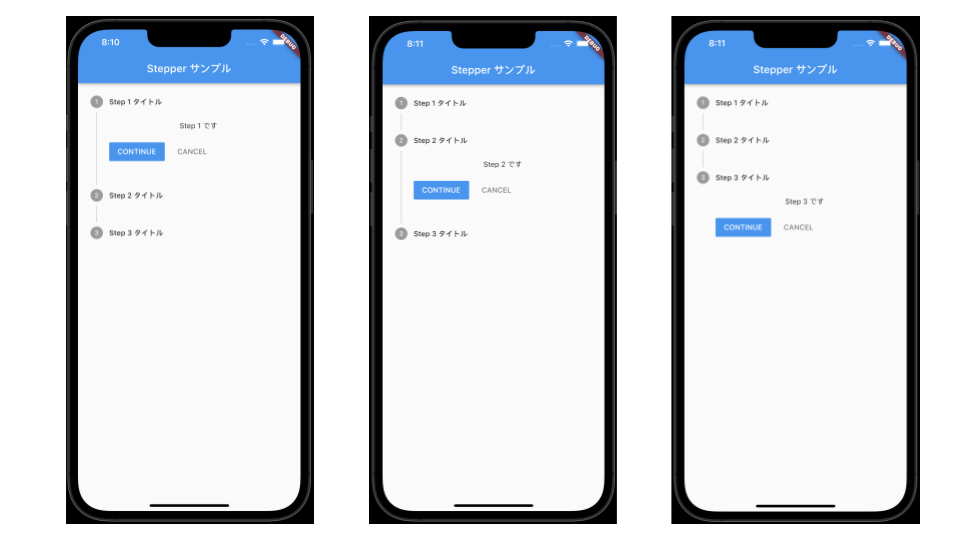 8:10
DEBUG
Stepper サンプル
1 Step 1 タイトル
Step 1 です
CONTINUE CANCEL
2 Step 2 タイトル
3 Step 3 タイトル
8:11
DEBUG
Stepper サンプル
1 Step 1 タイトル
2 Step 2 タイトル
Step 2 です
CONTINUE CANCEL
3 Step 3 タイトル
8:11
DEBUG
Stepper サンプル
1 Step 1 タイトル
2 Step 2 タイトル
3 Step 3 タイトル
Step 3 です
CONTINUE CANCEL